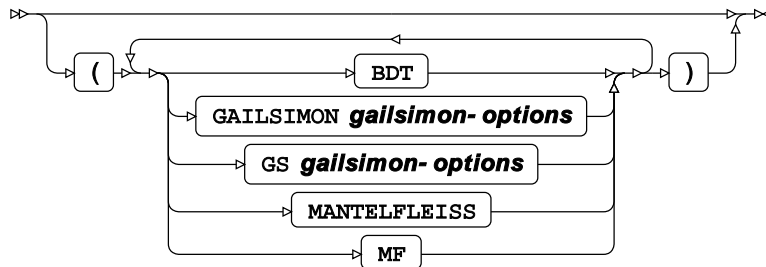 ( BDT )
GAILSIMON gailsimon- options
GS gailsimon- options
MANTELFLEISS
MF